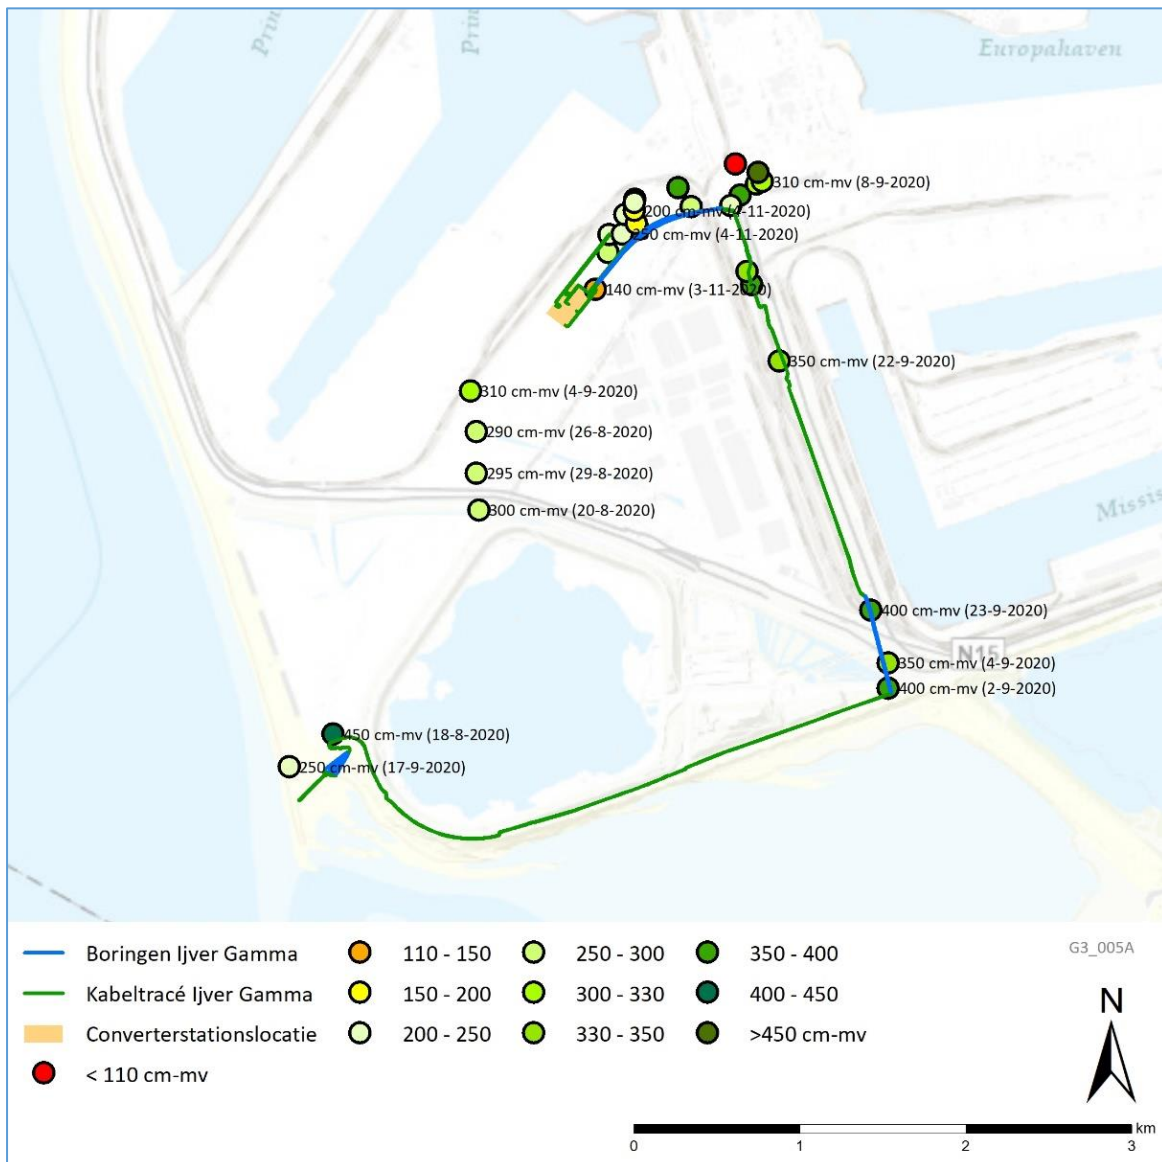 Prin
Prin
Europahaven
310 cm-mv (8-9-2020)
200 cm-mv (4-11-2020)
250 cm-mv (4-11-2020)
140 cm-mv (3-11-2020)
350 cm-mv (22-9-2020)
310 cm-mv (4-9-2020)
290 cm-mv (26-8-2020)
295 cm-mv (29-8-2020)
300 cm-mv (20-8-2020)
Missis
400 cm-mv (23-9-2020)
N15
350 cm-mv (4-9-2020)
400 cm-mv (2-9-2020)
450 cm-mv (18-8-2020)
250 cm-mv (17-9-2020)
Boringen Ijver Gamma
Kabeltracé Ijver Gamma
Converterstationslocatie
< 110 cm-mv
110 - 150
150 - 200
200 - 250
250 - 300
300 - 330
330 - 350
350 - 400
400 - 450
>450 cm-mv
G3_005A
N
km
0 1 2 3